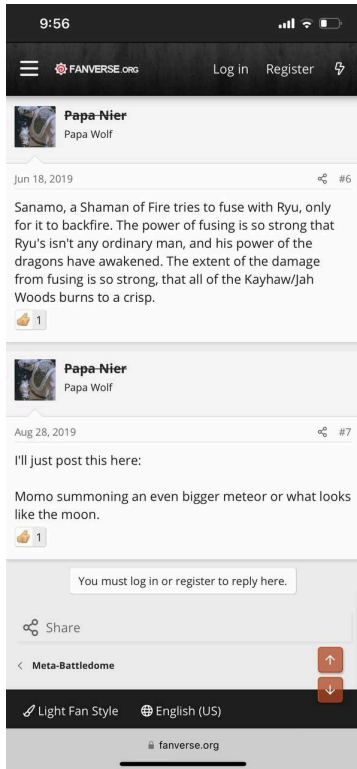 9:56
FANVERSE.ORG Log in Register
Papa Nier
Papa Wolf
Jun 18, 2019 #6
Sanamo, a Shaman of Fire tries to fuse with Ryu, only
for it to backfire. The power of fusing is so strong that
Ryu's isn't any ordinary man, and his power of the
dragons have awakened. The extent of the damage
from fusing is so strong, that all of the Kayhaw/Jah
Woods burns to a crisp.
👍 1
Papa Nier
Papa Wolf
Aug 28, 2019 #7
I'll just post this here:
Momo summoning an even bigger meteor or what looks
like the moon.
👍 1
You must log in or register to reply here.
Share
Meta-Battledome
Light Fan Style English (US)
fanverse.org